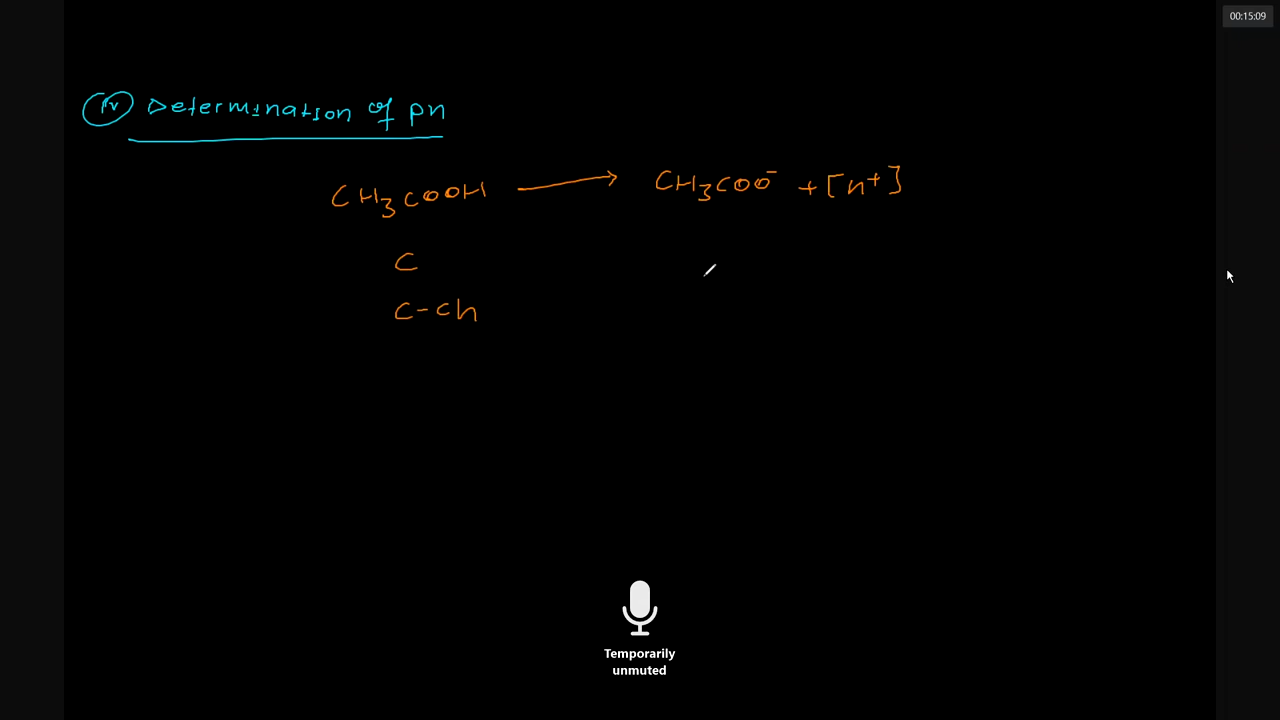 00:15:09
(iv) Determination of pH
CH3COOH ⟶ CH3COO⁻ + [H⁺]
C
C-Ch
Temporarily
unmuted